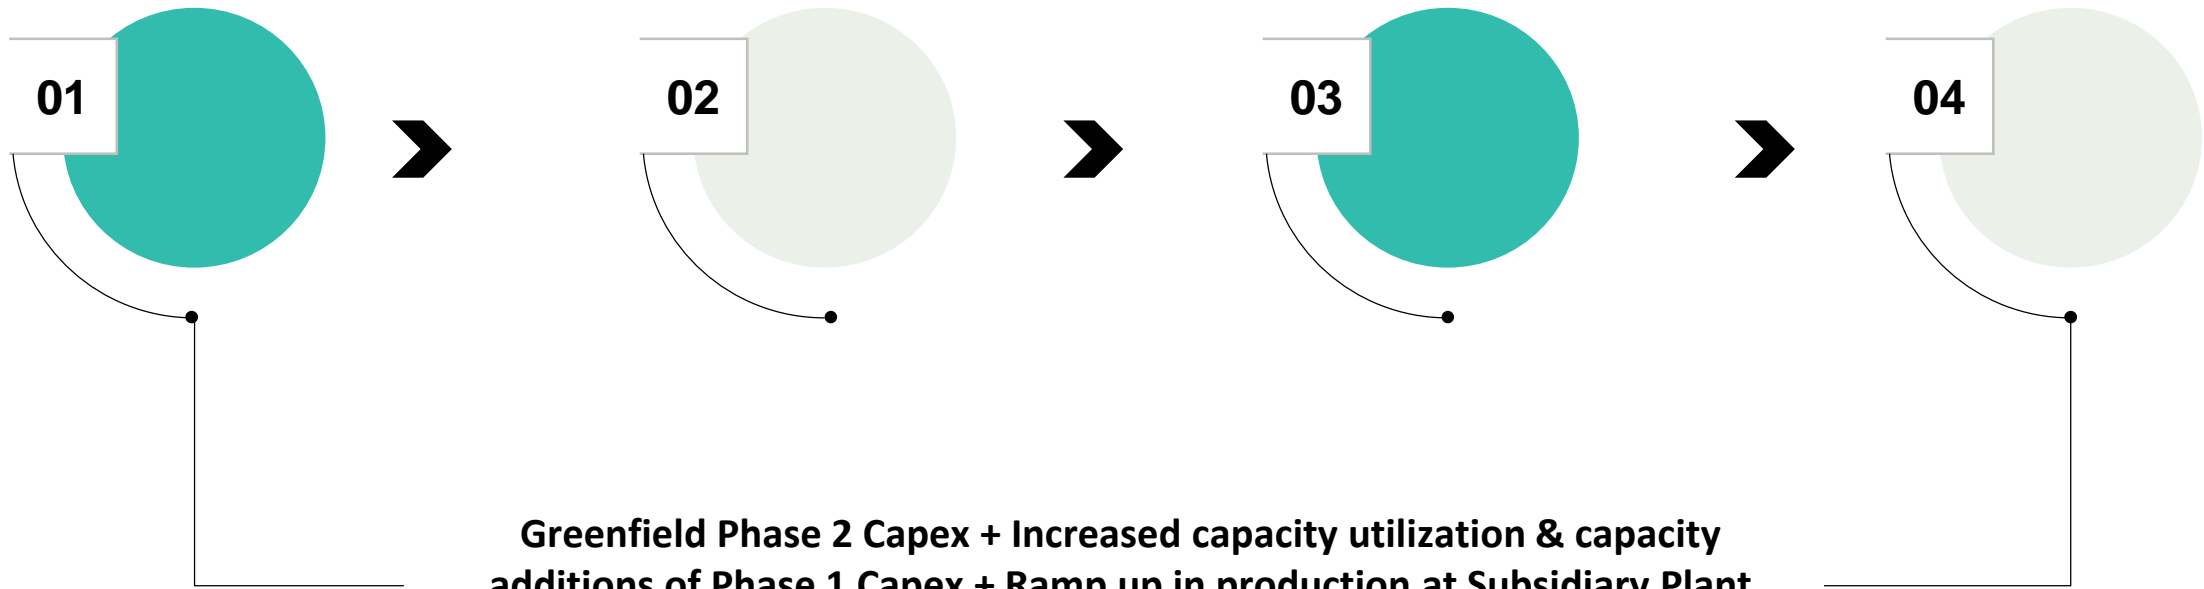 01
02
03
04
Greenfield Phase 2 Capex + Increased capacity utilization & capacity
additions of Phase 1 Capex + Ramp up in production at Subsidiary Plant